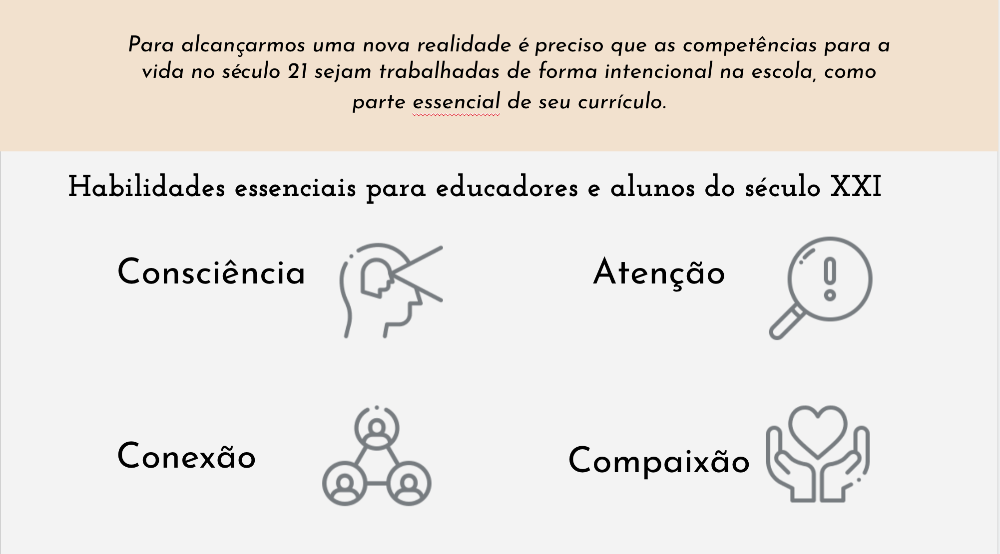 Para alcançarmos uma nova realidade é preciso que as competências para a
vida no século 21 sejam trabalhadas de forma intencional na escola, como
parte essencial de seu currículo.
Habilidades essenciais para educadores e alunos do século XXI
Consciência
Atenção
Conexão
Compaixão